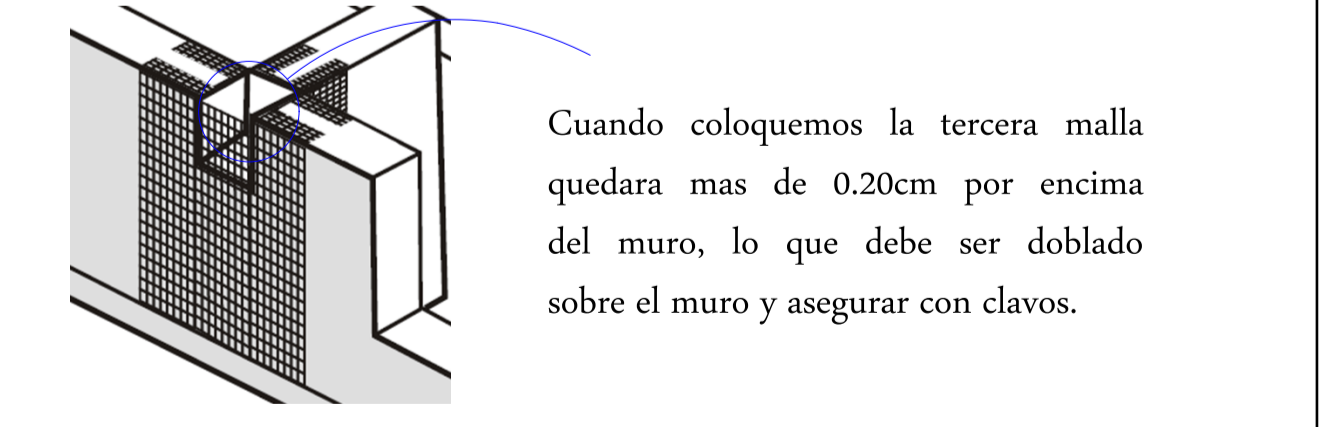 Cuando coloquemos la tercera malla
quedara mas de 0.20cm por encima
del muro, lo que debe ser doblado
sobre el muro y asegurar con clavos.